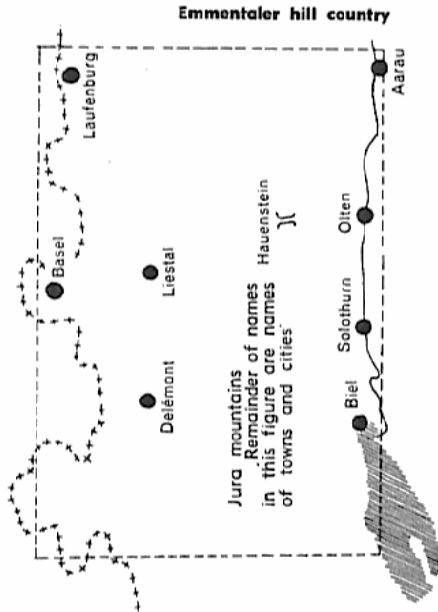 Emmentaler hill country
Laufenburg
Basel
Liestal
Delémont
Aarau
Hauenstein
Olten
Solothurn
Biel
Jura mountains
Remainder of names
in this figure are names
of towns and cities